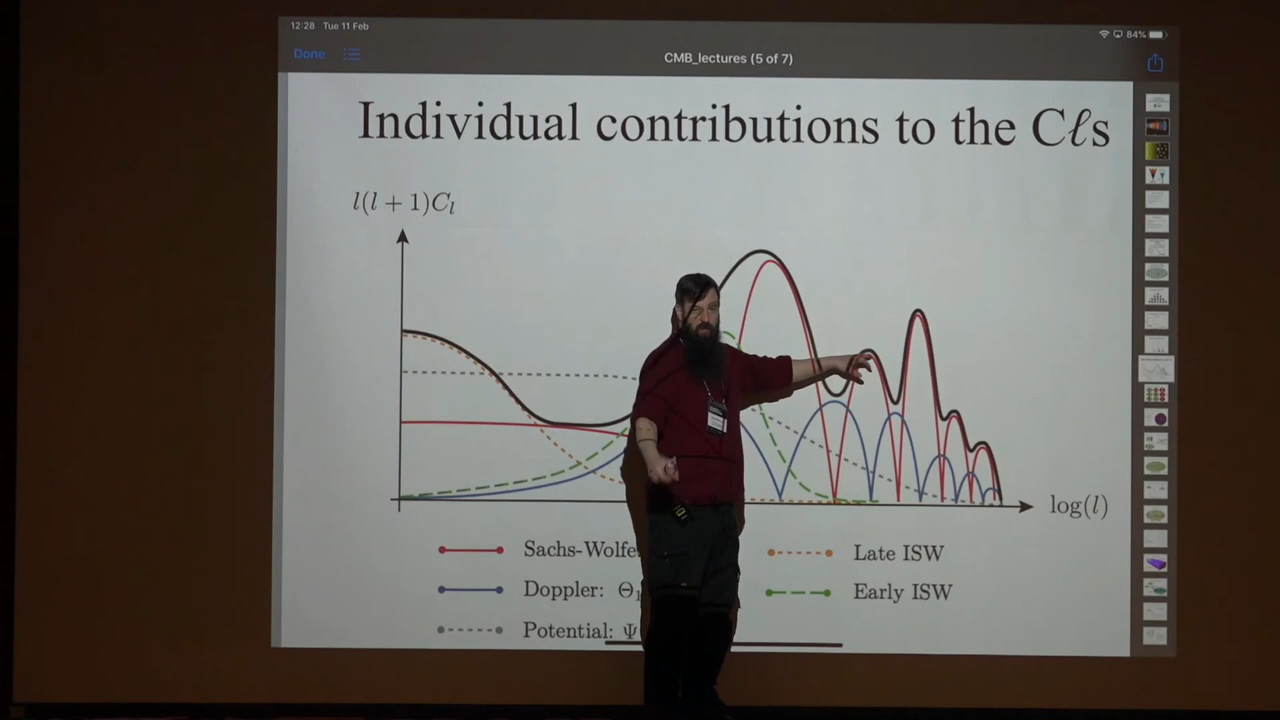 12:28 Tue 11 Feb
84%
Done
CMB_lectures (5 of 7)
Individual contributions to the Cℓs
l(l + 1)C_l
log(l)
Sachs-Wolfe
Late ISW
Doppler: Θ₁
Early ISW
Potential: Ψ